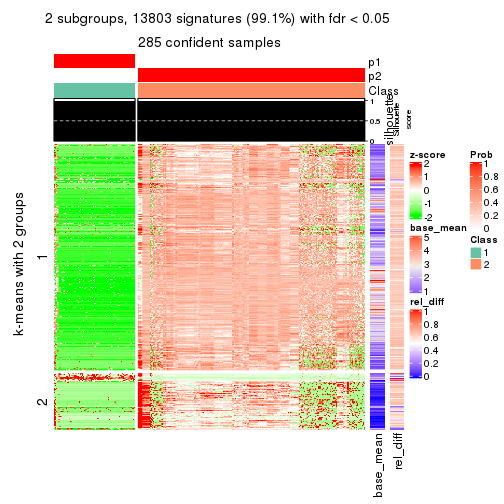 2 subgroups, 13803 signatures (99.1%) with fdr < 0.05
285 confident samples
p1
p2
Class
1
0.5
0
silhouette
Silhouette
score
k-means with 2 groups
1
2
base_mean
rel_diff
z-score
2
1
0
-1
-2
base_mean
5
4
3
2
1
rel_diff
1
0.8
0.6
0.4
0.2
0
Prob
1
0.8
0.6
0.4
0.2
0
Class
1
2